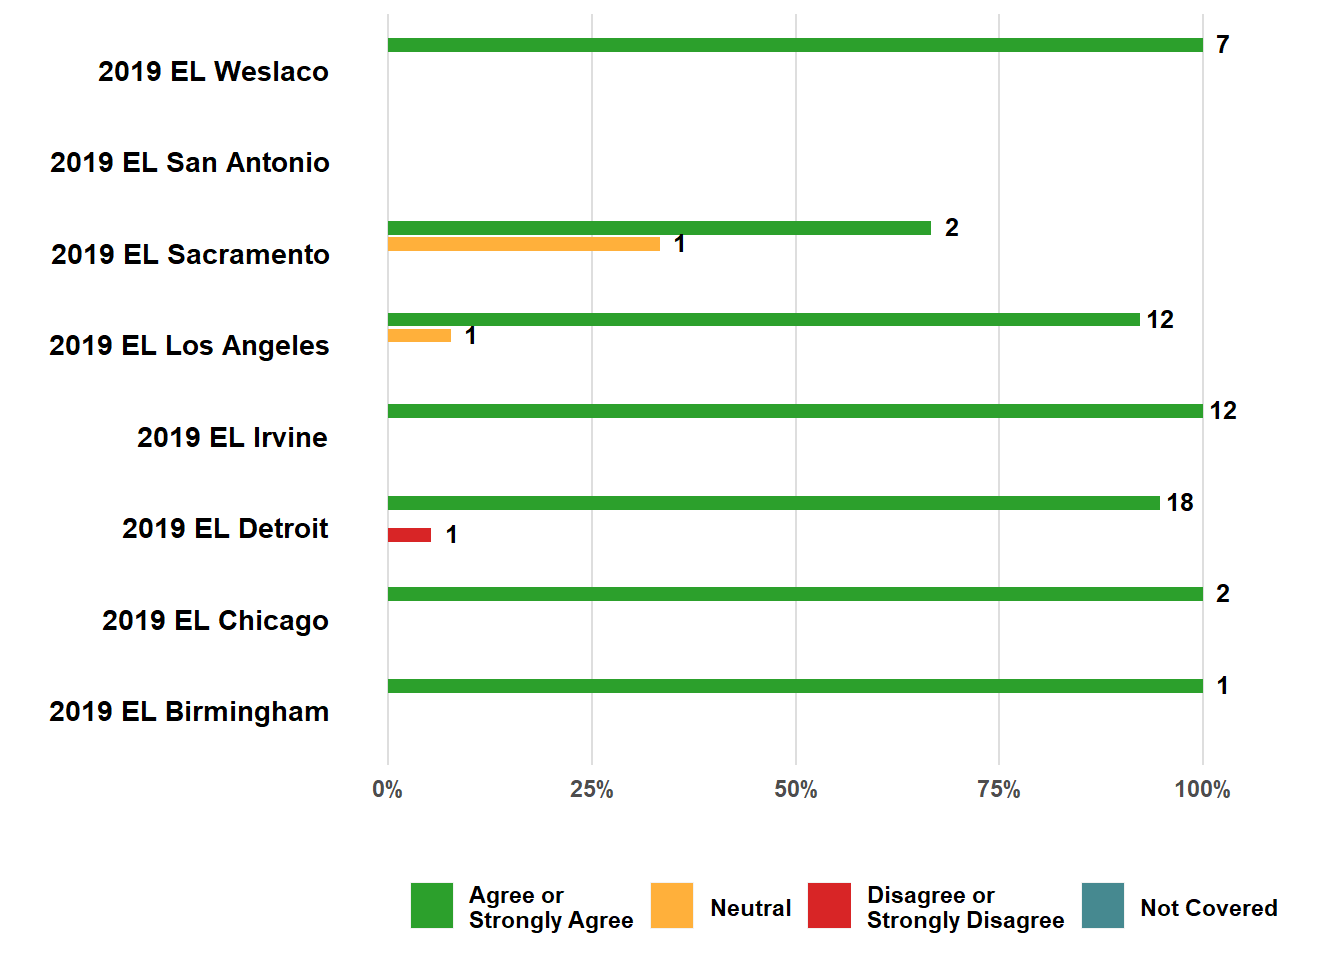 2019 EL Weslaco
7
2019 EL San Antonio
2019 EL Sacramento
2
1
2019 EL Los Angeles
12
1
2019 EL Irvine
12
2019 EL Detroit
18
1
2019 EL Chicago
2
2019 EL Birmingham
1
0% 25% 50% 75% 100%
Agree or
Strongly Agree
Neutral
Disagree or
Strongly Disagree
Not Covered